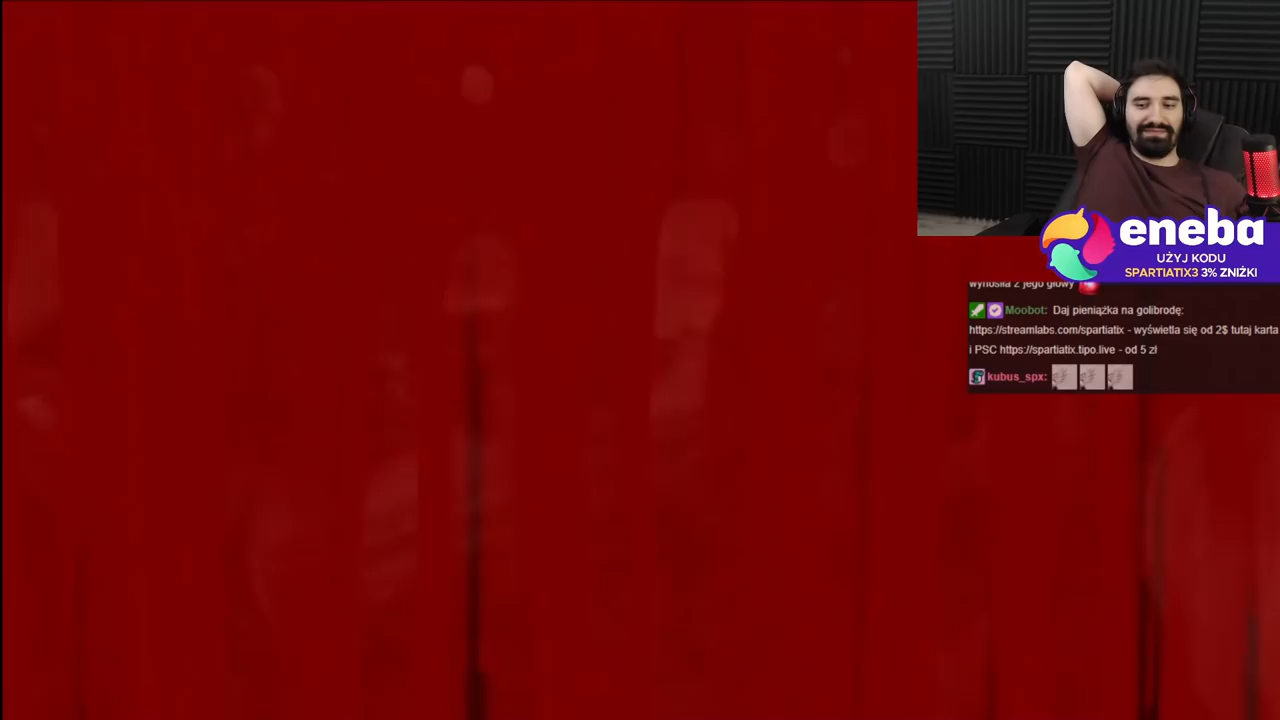 eneba
UŻYJ KODU
SPARTIATIX3 3% ZNIŻKI
wynosiła z jego głowy
Moobot: Daj pieniążka na golibrodę:
https://streamlabs.com/spartiatix - wyświetla się od 2$ tutaj karta
i PSC https://spartiatix.tipo.live - od 5 zł
kubus_spx: